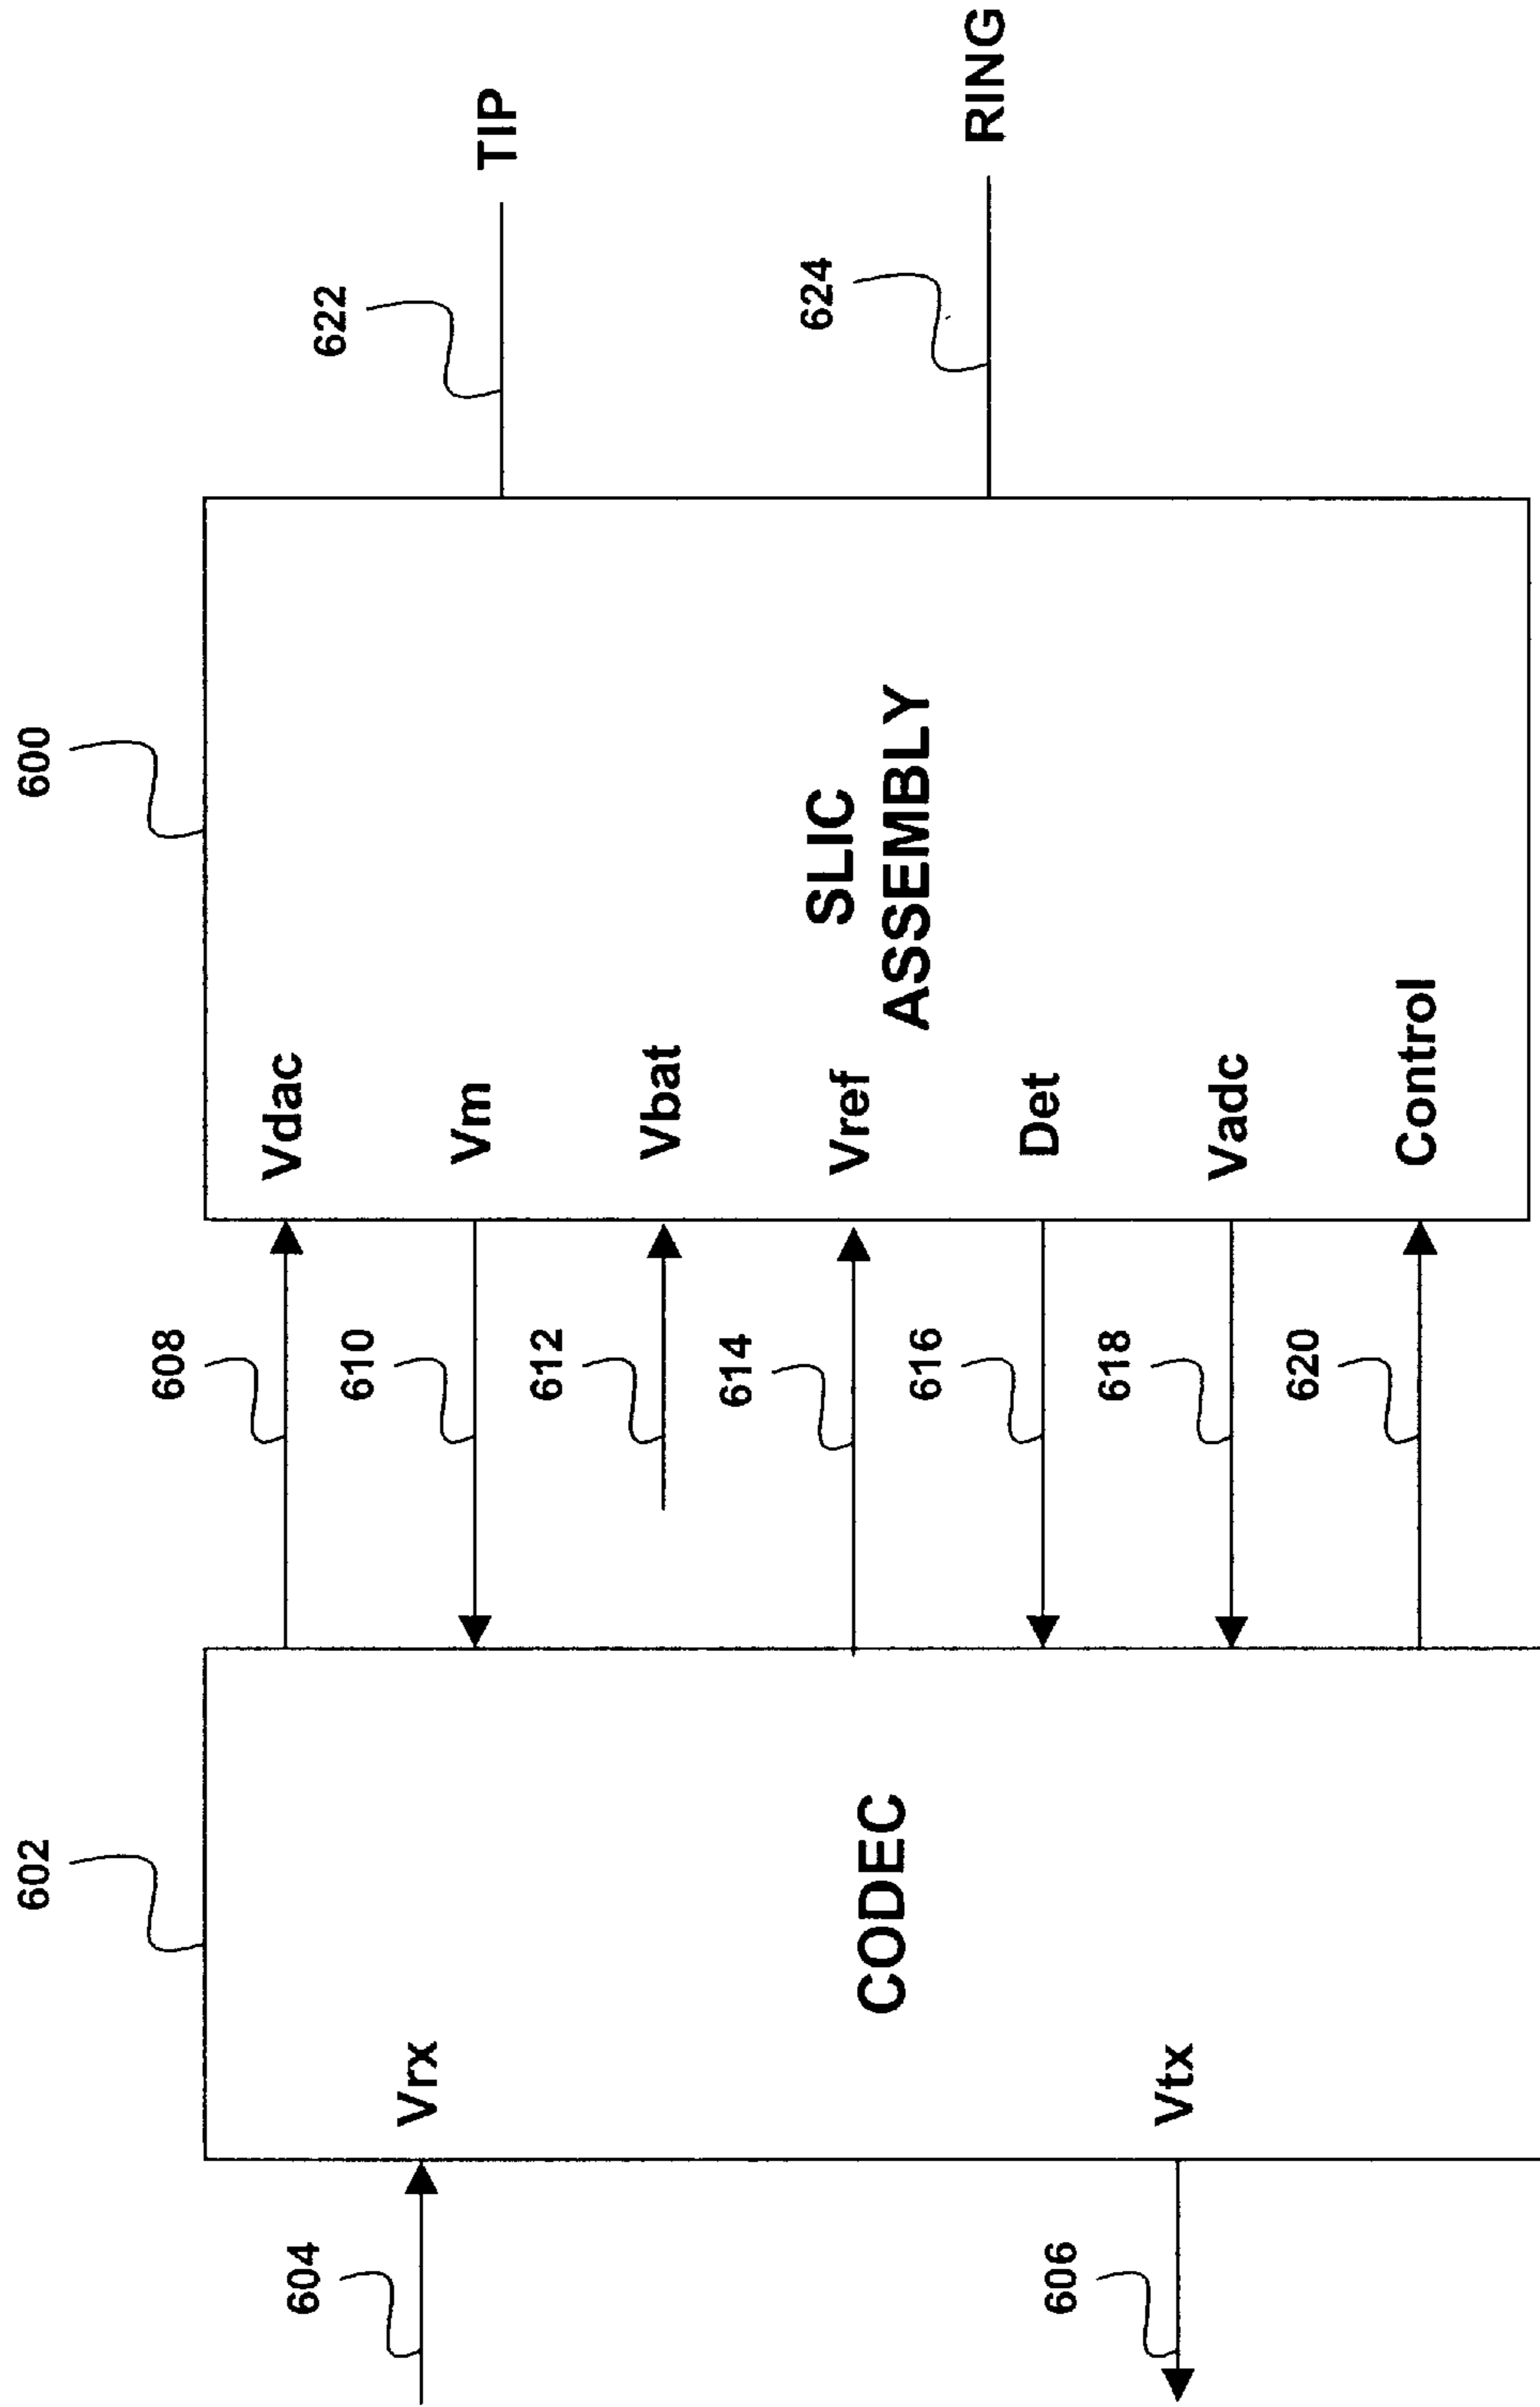 602
600
604
Vrx
CODEC
606
Vtx
608
610
612
614
616
618
620
Vdac
Vm
Vbat
Vref
Det
Vadc
Control
SLIC
ASSEMBLY
622
TIP
624
RING